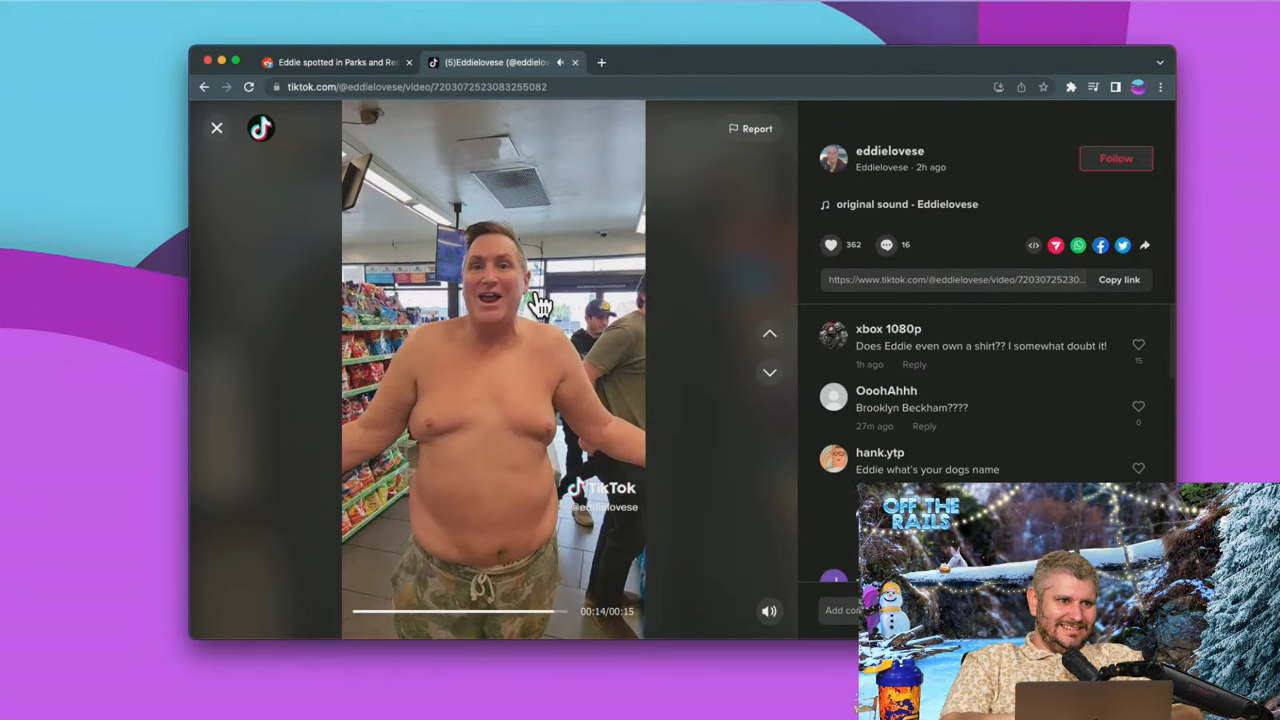 Eddie spotted in Parks and Rec
(5)Eddielovese (@eddielov
tiktok.com/@eddielovese/video/7203072523083255082
Report
eddielovese
Eddielovese · 2h ago
Follow
original sound - Eddielovese
362
16
https://www.tiktok.com/@eddielovese/video/72030725230...
Copy link
xbox 1080p
Does Eddie even own a shirt?? I somewhat doubt it!
1h ago
Reply
15
OoohAhhh
Brooklyn Beckham????
27m ago
Reply
0
hank.ytp
Eddie what's your dogs name
TikTok
@eddielovese
00:14/00:15
Add co
OFF THE
RAILS